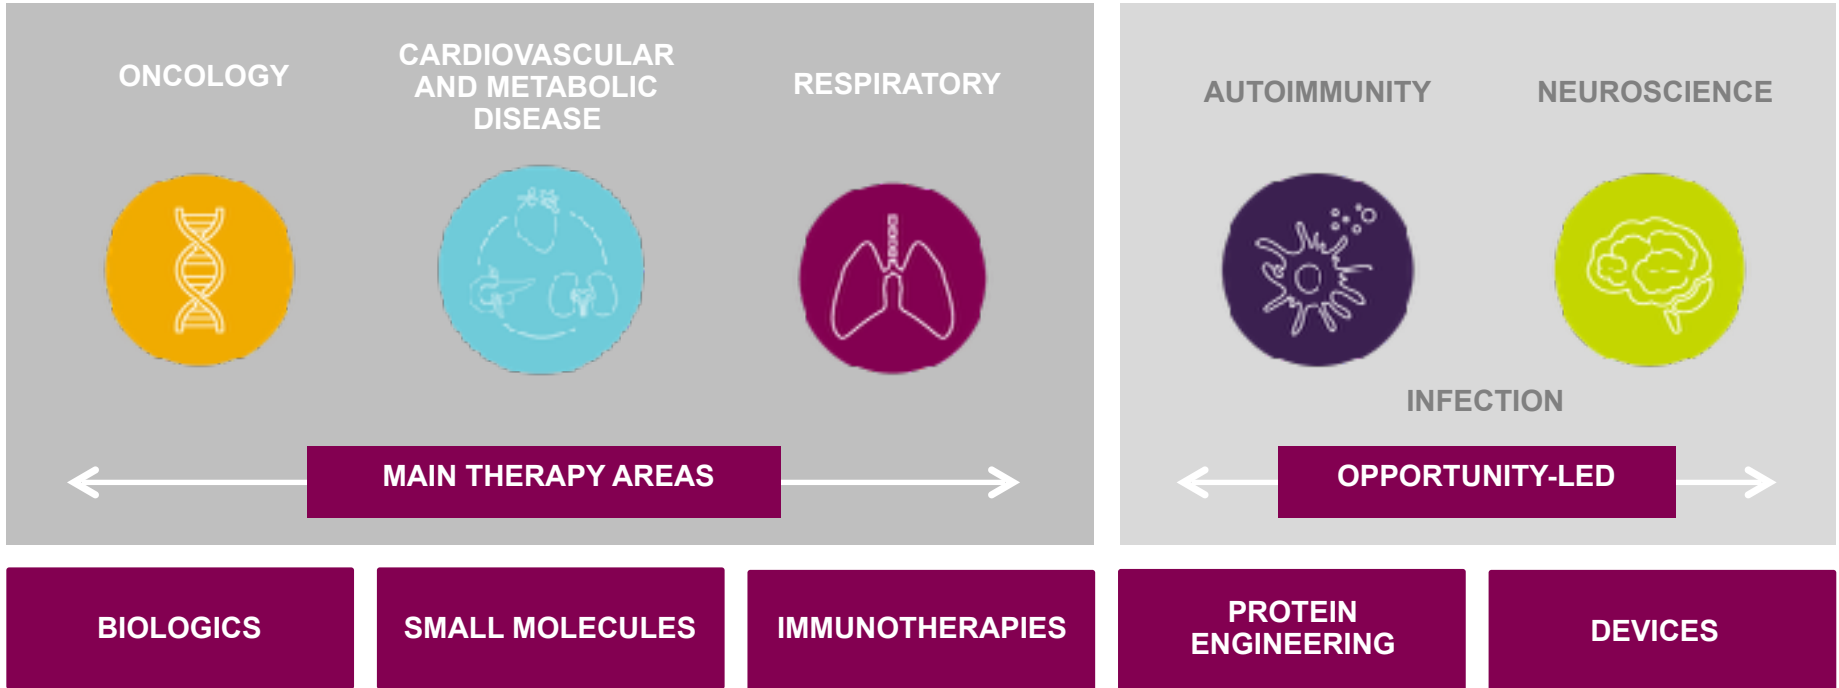 ONCOLOGY
CARDIOVASCULAR
AND METABOLIC
DISEASE
RESPIRATORY
MAIN THERAPY AREAS
AUTOIMMUNITY
NEUROSCIENCE
INFECTION
OPPORTUNITY-LED
BIOLOGICS
SMALL MOLECULES
IMMUNOTHERAPIES
PROTEIN
ENGINEERING
DEVICES